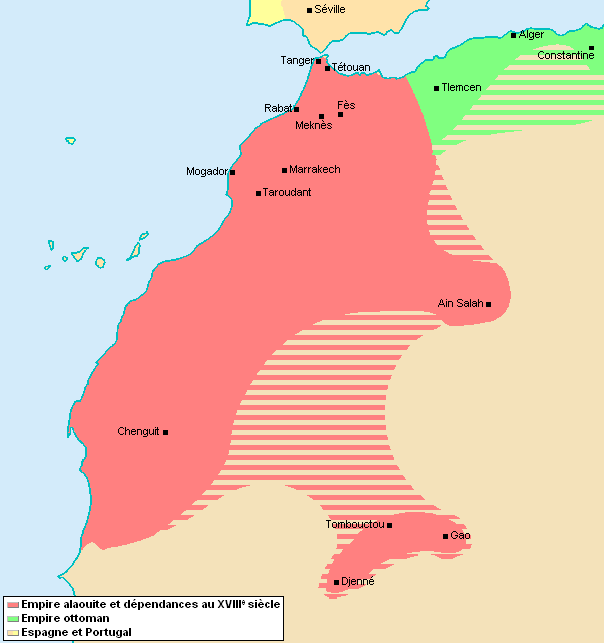 Séville
Alger
Constantine
Tanger
Tétouan
Tlemcen
Rabat
Fès
Meknès
Mogador
Marrakech
Taroudant
Ain Salah
Chenguit
Tombouctou
Gao
Djenné
Empire alaouite et dépendances au XVIIIᵉ siècle
Empire ottoman
Espagne et Portugal